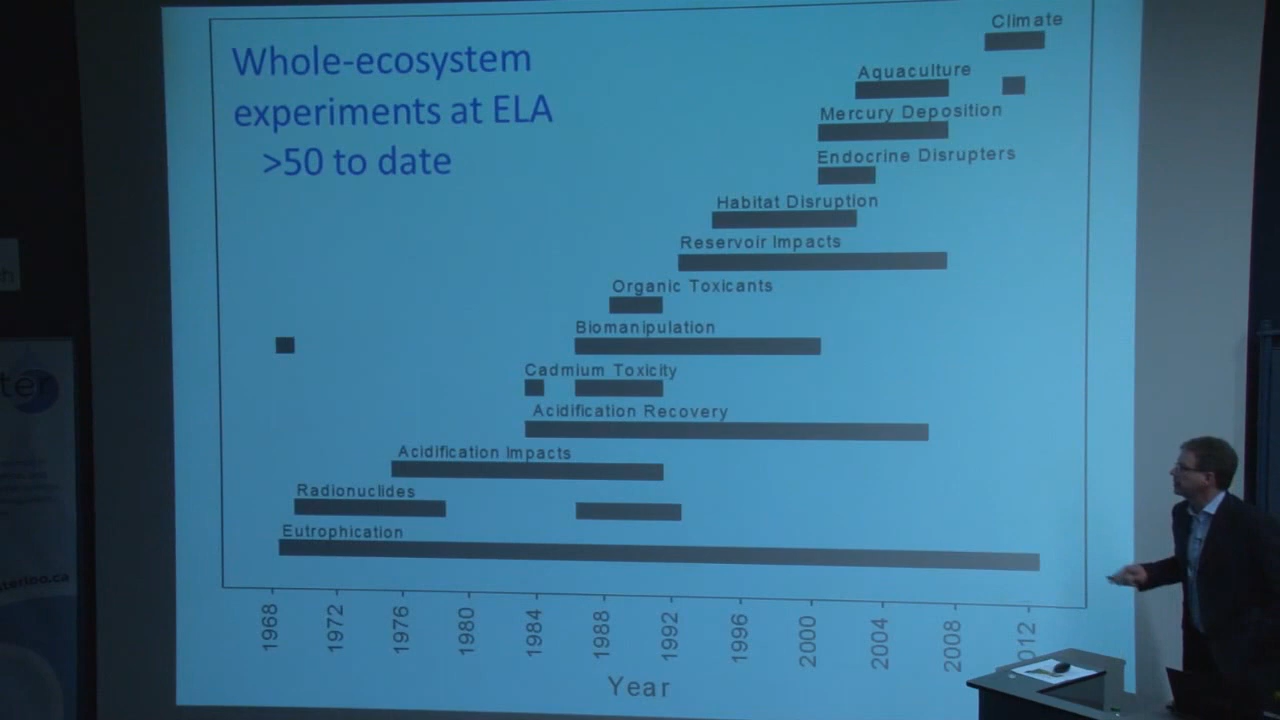 Whole-ecosystem
experiments at ELA
>50 to date
Climate
Aquaculture
Mercury Deposition
Endocrine Disrupters
Habitat Disruption
Reservoir Impacts
Organic Toxicants
Biomanipulation
Cadmium Toxicity
Acidification Recovery
Acidification Impacts
Radionuclides
Eutrophication
1968
1972
1976
1980
1984
1988
1992
1996
2000
2004
2008
012
Year